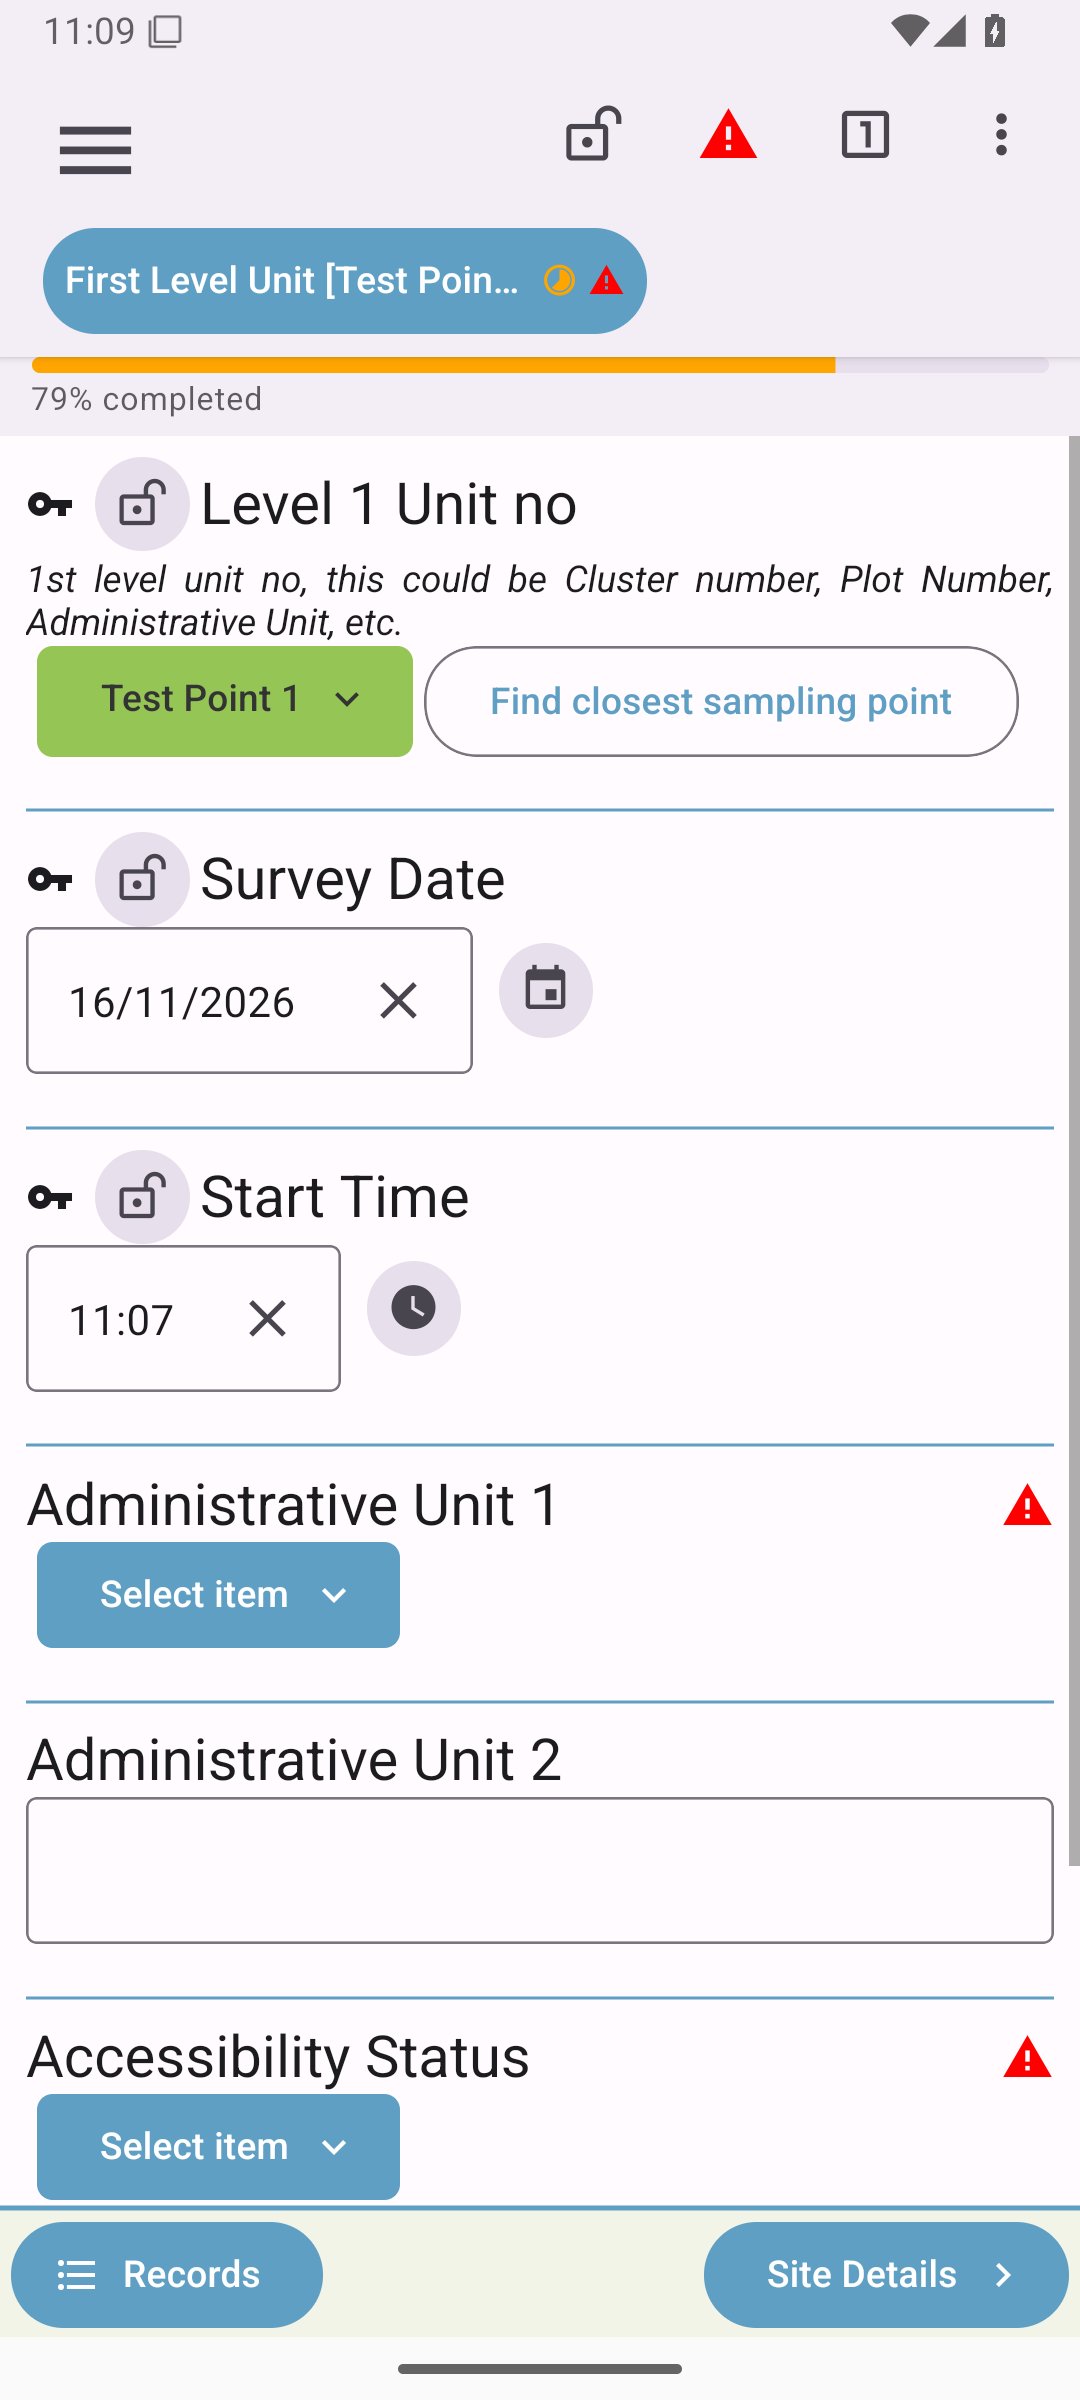 11:09
1
First Level Unit [Test Poin...
79% completed
Level 1 Unit no
1st level unit no, this could be Cluster number, Plot Number,
Administrative Unit, etc.
Test Point 1
Find closest sampling point
Survey Date
16/11/2026
Start Time
11:07
Administrative Unit 1
Select item
Administrative Unit 2
Accessibility Status
Select item
Records
Site Details